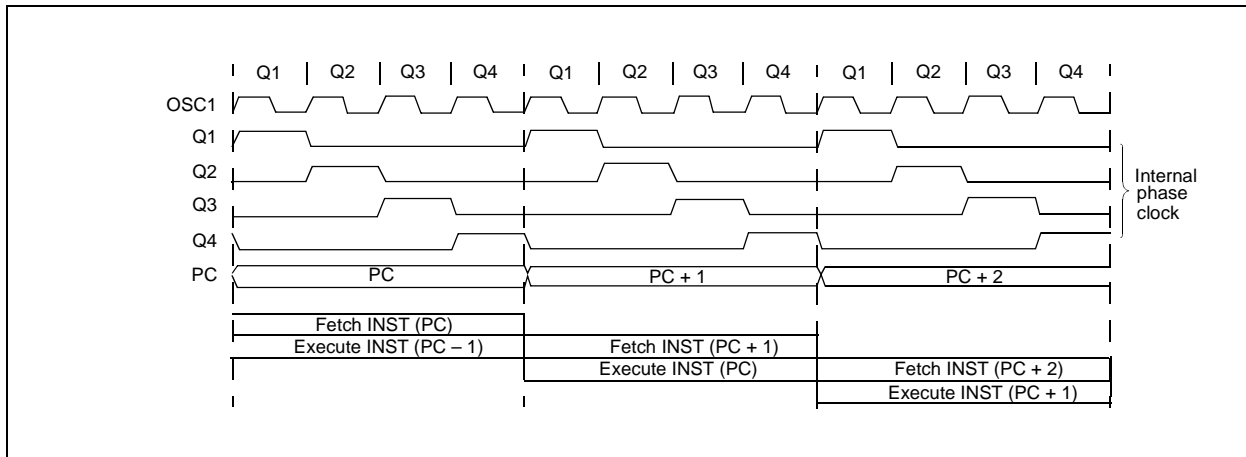 Q1 Q2 Q3 Q4 Q1 Q2 Q3 Q4 Q1 Q2 Q3 Q4
OSC1
Q1
Q2
Q3
Q4
Internal
phase
clock
PC PC PC + 1 PC + 2
Fetch INST (PC)
Execute INST (PC – 1) Fetch INST (PC + 1)
Execute INST (PC) Fetch INST (PC + 2)
Execute INST (PC + 1)